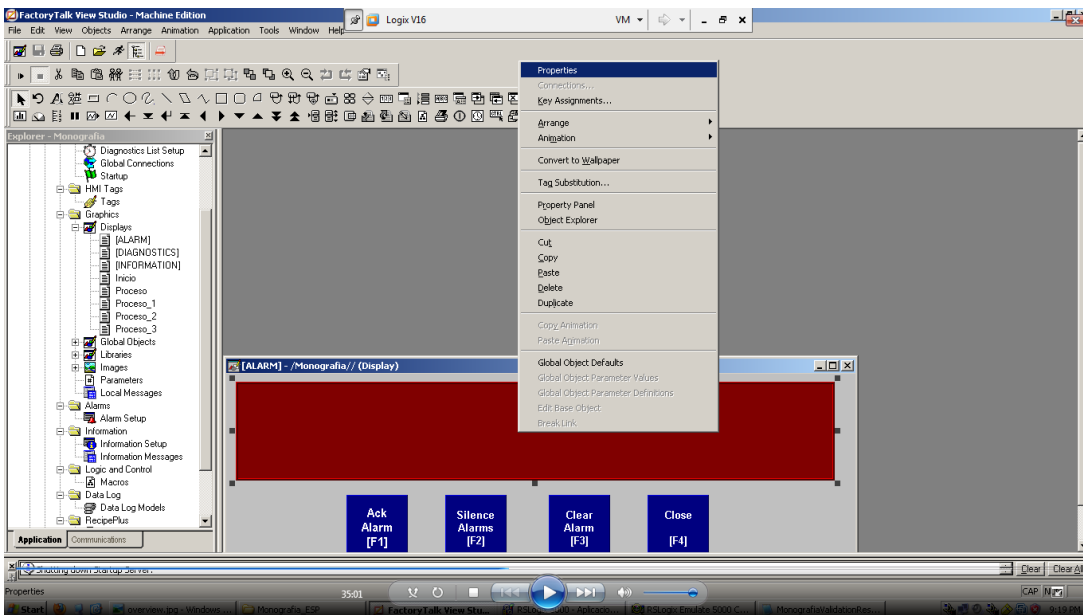 FactoryTalk View Studio - Machine Edition
Logix V16
VM
File Edit View Objects Arrange Animation Application Tools Window Help
Explorer - Monografia
Diagnostics List Setup
Global Connections
Startup
HMI Tags
Tags
Graphics
Displays
[ALARM]
[DIAGNOSTICS]
[INFORMATION]
Inicio
Proceso
Proceso_1
Proceso_2
Proceso_3
Global Objects
Libraries
Images
Parameters
Local Messages
Alarms
Alarm Setup
Information
Information Setup
Information Messages
Logic and Control
Macros
Data Log
Data Log Models
RecipePlus
Application Communications
Properties
Connections...
Key Assignments...
Arrange
Animation
Convert to Wallpaper
Tag Substitution...
Property Panel
Object Explorer
Cut
Copy
Paste
Delete
Duplicate
Copy Animation
Paste Animation
Global Object Defaults
Global Object Parameter Values
Global Object Parameter Definitions
Edit Base Object
Break Link
[ALARM] - /Monografia// (Display)
Ack
Alarm
[F1]
Silence
Alarms
[F2]
Clear
Alarm
[F3]
Close
[F4]
Shutting down Startup Server.
Clear Clear All
Properties
35:01
CAP
Start
overview.jpg - Windows...
Monografia_ESP
FactoryTalk View Stu...
RSLogix Emulate 5000 C...
MonografiaValidationRes...